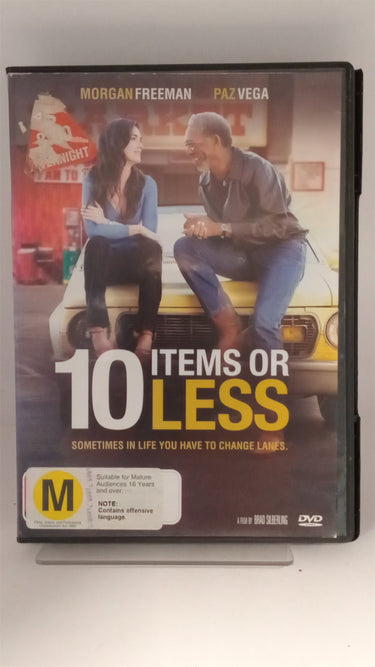 MORGAN FREEMAN PAZ VEGA
10 ITEMS OR LESS
SOMETIMES IN LIFE YOU HAVE TO CHANGE LANES.
M
Suitable for Mature
Audiences 16 Years
and over.
NOTE:
Contains offensive
language.
A FILM BY BRAD SILBERLING
DVD